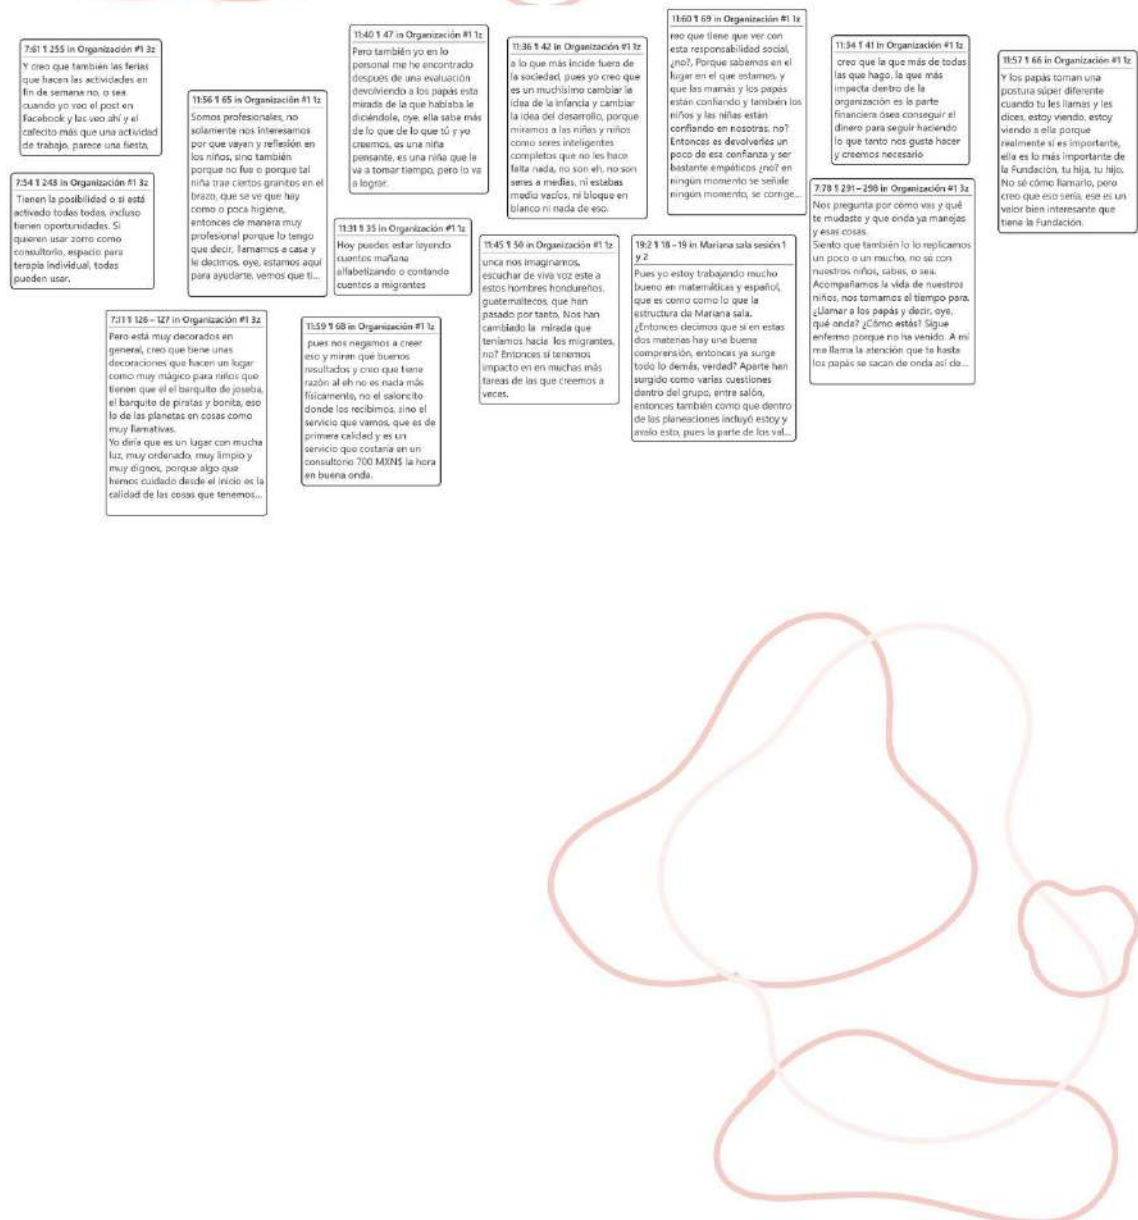 7:61 ¶ 255 in Organización #1 3z
Y creo que también las ferias
que hacen las actividades en
fin de semana no, o sea
cuando yo veo el post en
Facebook y las veo ahí y el
cafecito más que una actividad
de trabajo, parece una fiesta,
7:54 ¶ 243 in Organización #1 3z
Tienen la posibilidad o si está
activado todas todas, incluso
tienen oportunidades. Si
quieren usar zorro como
consultorio, espacio para
terapia individual, todas
pueden usar.
7:11 ¶ 126 – 127 in Organización #1 3z
Pero está muy decorados en
general, creo que tiene unas
decoraciones que hacen un lugar
como muy mágico para niños que
tienen que el el barquito de joseba,
el barquito de piratas y bonita, eso
lo de las planetas en cosas como
muy llamativas.
Yo diría que es un lugar con mucha
luz, muy ordenado, muy limpio y
muy dignos, porque algo que
hemos cuidado desde el inicio es la
calidad de las cosas que tenemos...
11:56 ¶ 65 in Organización #1 1z
Somos profesionales, no
solamente nos interesamos
por que vayan y reflexión en
los niños, sino también
porque no fue o porque tal
niña trae ciertos granitos en el
brazo, que se ve que hay
como o poca higiene,
entonces de manera muy
profesional porque lo tengo
que decir, llamamos a casa y
le decimos, oye, estamos aquí
para ayudarte, vemos que ti...
11:59 ¶ 68 in Organización #1 1z
pues nos negamos a creer
eso y miren qué buenos
resultados y creo que tiene
razón al eh no es nada más
físicamente, no el saloncito
donde los recibimos, sino el
servicio que vamos, que es de
primera calidad y es un
servicio que costaría en un
consultorio 700 MXN$ la hora
en buena onda.
11:40 ¶ 47 in Organización #1 1z
Pero también yo en lo
personal me he encontrado
después de una evaluación
devolviendo a los papás esta
mirada de la que hablaba le
diciéndole, oye, ella sabe más
de lo que de lo que tú y yo
creemos, es una niña
pensante, es una niña que le
va a tomar tiempo, pero lo va
a lograr.
11:31 ¶ 35 in Organización #1 1z
Hoy puedes estar leyendo
cuentos mañana
alfabetizando o contando
cuentos a migrantes
11:36 ¶ 42 in Organización #1 1z
a lo que más incide fuera de
la sociedad, pues yo creo que
es un muchísimo cambiar la
idea de la infancia y cambiar
la idea del desarrollo, porque
miramos a las niñas y niños
como seres inteligentes
completos que no les hace
falta nada, no son eh, no son
seres a medias, ni estabas
medio vacíos, ni bloque en
blanco ni nada de eso.
11:45 ¶ 50 in Organización #1 1z
unca nos imaginamos,
escuchar de viva voz este a
estos hombres hondureños,
guatemaltecos, que han
pasado por tanto, Nos han
cambiado la mirada que
teníamos hacia los migrantes,
no? Entonces sí tenemos
impacto en en muchas más
tareas de las que creemos a
veces.
11:60 ¶ 69 in Organización #1 1z
reo que tiene que ver con
esta responsabilidad social,
¿no?, Porque sabemos en el
lugar en el que estamos, y
que las mamás y los papás
están confiando y también los
niños y las niñas están
confiando en nosotras, no?
Entonces es devolverles un
poco de esa confianza y ser
bastante empáticos ¿no? en
ningún momento se señale
ningún momento, se corrige...
19:2 ¶ 18 – 19 in Mariana sala sesión 1
y 2
Pues yo estoy trabajando mucho
bueno en matemáticas y español,
que es como como lo que la
estructura de Mariana sala.
¿Entonces decimos que si en estas
dos materias hay una buena
comprensión, entonces ya surge
todo lo demás, verdad? Aparte han
surgido como varias cuestiones
dentro del grupo, entre salón,
entonces también como que dentro
de las planeaciones incluyó estoy y
avalo esto, pues la parte de los val...
11:34 ¶ 41 in Organización #1 1z
creo que la que más de todas
las que hago, la que más
impacta dentro de la
organización es la parte
financiera ósea conseguir el
dinero para seguir haciendo
lo que tanto nos gusta hacer
y creemos necesario
7:78 ¶ 291 – 298 in Organización #1 3z
Nos pregunta por cómo vas y qué
te mudaste y que onda ya manejas
y esas cosas.
Siento que también lo lo replicamos
un poco o un mucho, no sé con
nuestros niños, sabes, o sea.
Acompañamos la vida de nuestros
niños, nos tomamos el tiempo para.
¿Llamar a los papás y decir, oye,
qué onda? ¿Cómo estás? Sigue
enfermo porque no ha venido. A mí
me llama la atención que te hasta
los papás se sacan de onda así de...
11:57 ¶ 66 in Organización #1 1z
Y los papás toman una
postura súper diferente
cuando tu les llamas y les
dices, estoy viendo, estoy
viendo a ella porque
realmente sí es importante,
ella es lo más importante de
la Fundación, tu hija, tu hijo.
No sé cómo llamarlo, pero
creo que eso sería, ese es un
valor bien interesante que
tiene la Fundación.